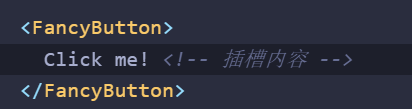 <FancyButton>
  Click me! <!-- 插槽内容 -->
</FancyButton>